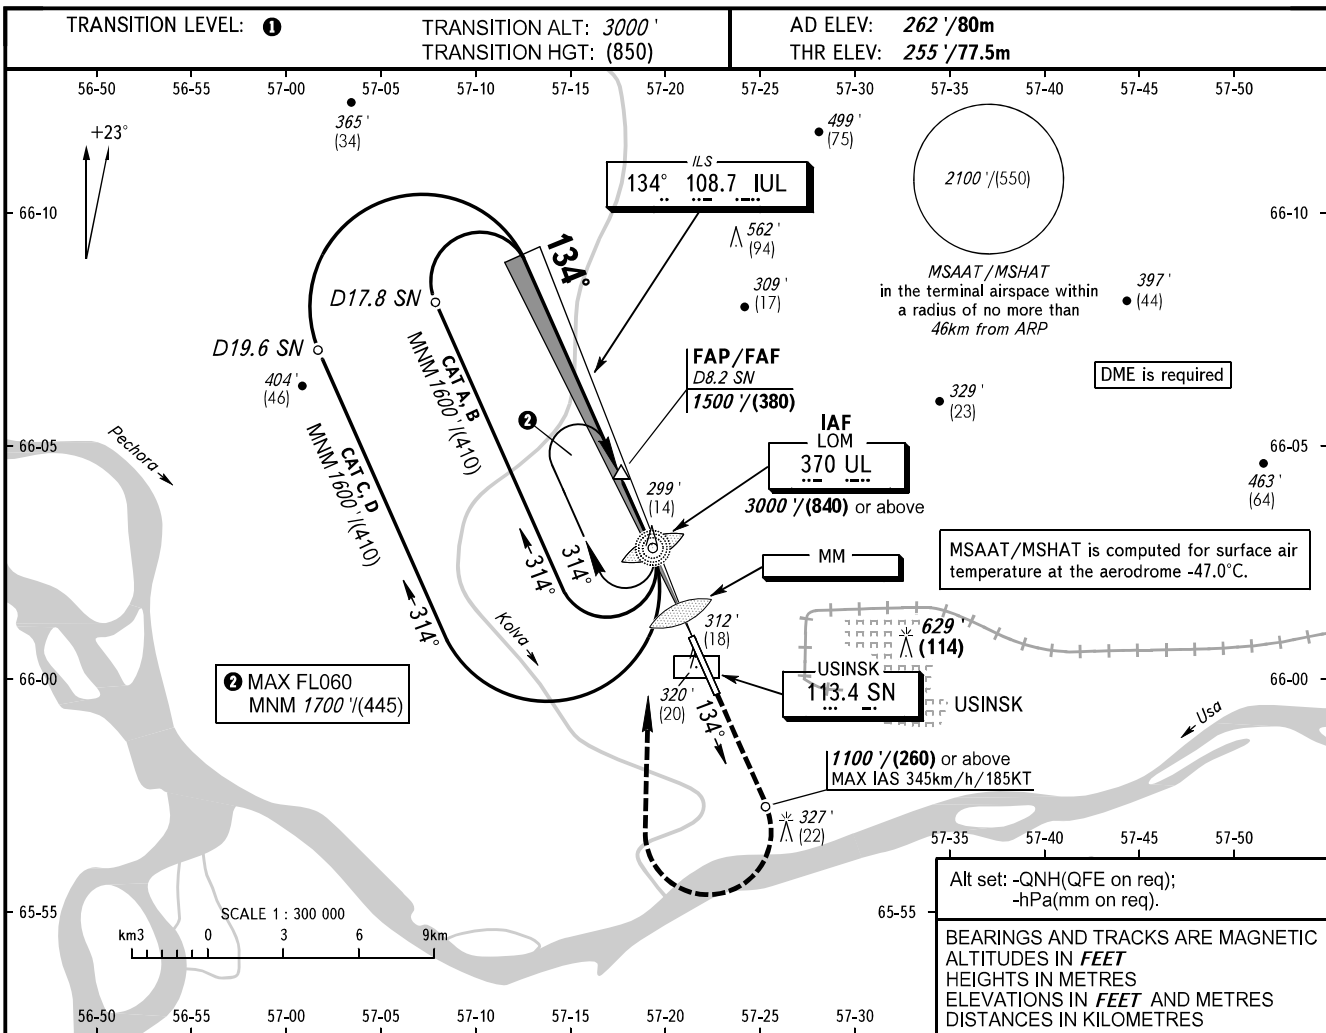 TRANSITION LEVEL: ❶
TRANSITION ALT: 3000 '
TRANSITION HGT: (850)
AD ELEV: 262 '/80m
THR ELEV: 255 '/77.5m
56-50 56-55 57-00 57-05 57-10 57-15 57-20 57-25 57-30 57-35 57-40 57-45 57-50
+23°
365 '
(34)
499 '
(75)
ILS
134° 108.7 IUL
2100 '/(550)
66-10
66-10
562 '
(94)
134°
MSAAT/MSHAT
in the terminal airspace within
a radius of no more than
46km from ARP
397 '
(44)
309 '
(17)
D17.8 SN
D19.6 SN
404 '
(46)
CAT A, B
MNM 1600 '/(410)
CAT C, D
MNM 1600 '/(410)
FAP/FAF
D8.2 SN
1500 '/(380)
DME is required
329 '
(23)
❷
IAF
LOM
370 UL
3000 '/(840) or above
66-05
66-05
Pechora
463 '
(64)
299 '
(14)
MSAAT/MSHAT is computed for surface air
temperature at the aerodrome -47.0°C.
MM
314°
314°
314°
Kolva
312 '
(18)
629 '
(114)
USINSK
113.4 SN
66-00
66-00
66-00
USINSK
❷ MAX FL060
MNM 1700 '/(445)
320 '
(20)
134°
Usa
1100 '/(260) or above
MAX IAS 345km/h/185KT
327 '
(22)
57-35 57-40 57-45 57-50
Alt set: -QNH(QFE on req);
-hPa(mm on req).
65-55
65-55
SCALE 1 : 300 000
km3 0 3 6 9km
BEARINGS AND TRACKS ARE MAGNETIC
ALTITUDES IN FEET
HEIGHTS IN METRES
ELEVATIONS IN FEET AND METRES
DISTANCES IN KILOMETRES
56-50 56-55 57-00 57-05 57-10 57-15 57-20 57-25 57-30